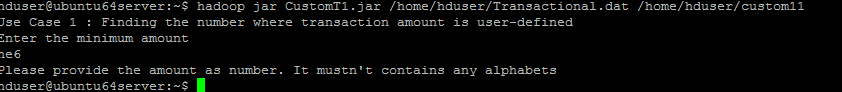 hduser@ubuntu64server:~$ hadoop jar CustomT1.jar /home/hduser/Transactional.dat /home/hduser/custom11
Use Case 1 : Finding the number where transaction amount is user-defined
Enter the minimum amount
he6
Please provide the amount as number. It mustn't contains any alphabets
hduser@ubuntu64server:~$